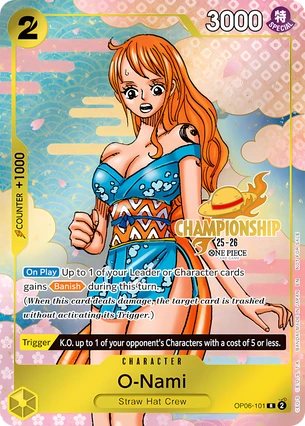 2
3000
特
SPECIAL
COUNTER +1000
CHAMPIONSHIP
25-26
ONE PIECE
On Play Up to 1 of your Leader or Character cards
gains Banish during this turn.
(When this card deals damage, the target card is trashed
without activating its Trigger.)
Trigger K.O. up to 1 of your opponent's Characters with a cost of 5 or less.
CHARACTER
O-Nami
Straw Hat Crew
OP06-101 R 2